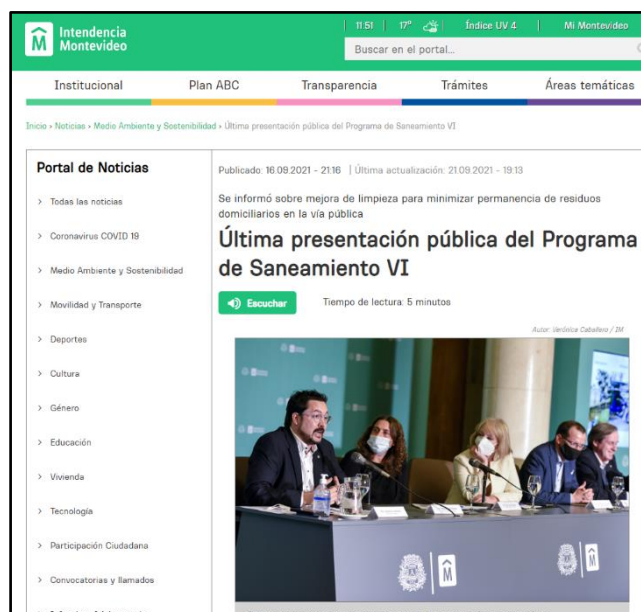 Intendencia
Montevideo
11:51 | 17° Índice UV 4 | Mi Montevideo
Buscar en el portal...
Institucional Plan ABC Transparencia Trámites Áreas temáticas
Inicio » Noticias » Medio Ambiente y Sostenibilidad » Última presentación pública del Programa de Saneamiento VI
Portal de Noticias
> Todas las noticias
> Coronavirus COVID 19
> Medio Ambiente y Sostenibilidad
> Movilidad y Transporte
> Deportes
> Cultura
> Género
> Educación
> Vivienda
> Tecnología
> Participación Ciudadana
> Convocatorias y llamados
Publicado: 16.09.2021 - 21:16 | Última actualización: 21.09.2021 - 19:13
Se informó sobre mejora de limpieza para minimizar permanencia de residuos
domiciliarios en la vía pública
Última presentación pública del Programa
de Saneamiento VI
Escuchar Tiempo de lectura: 5 minutos
Autor: Verónica Caballero / IM